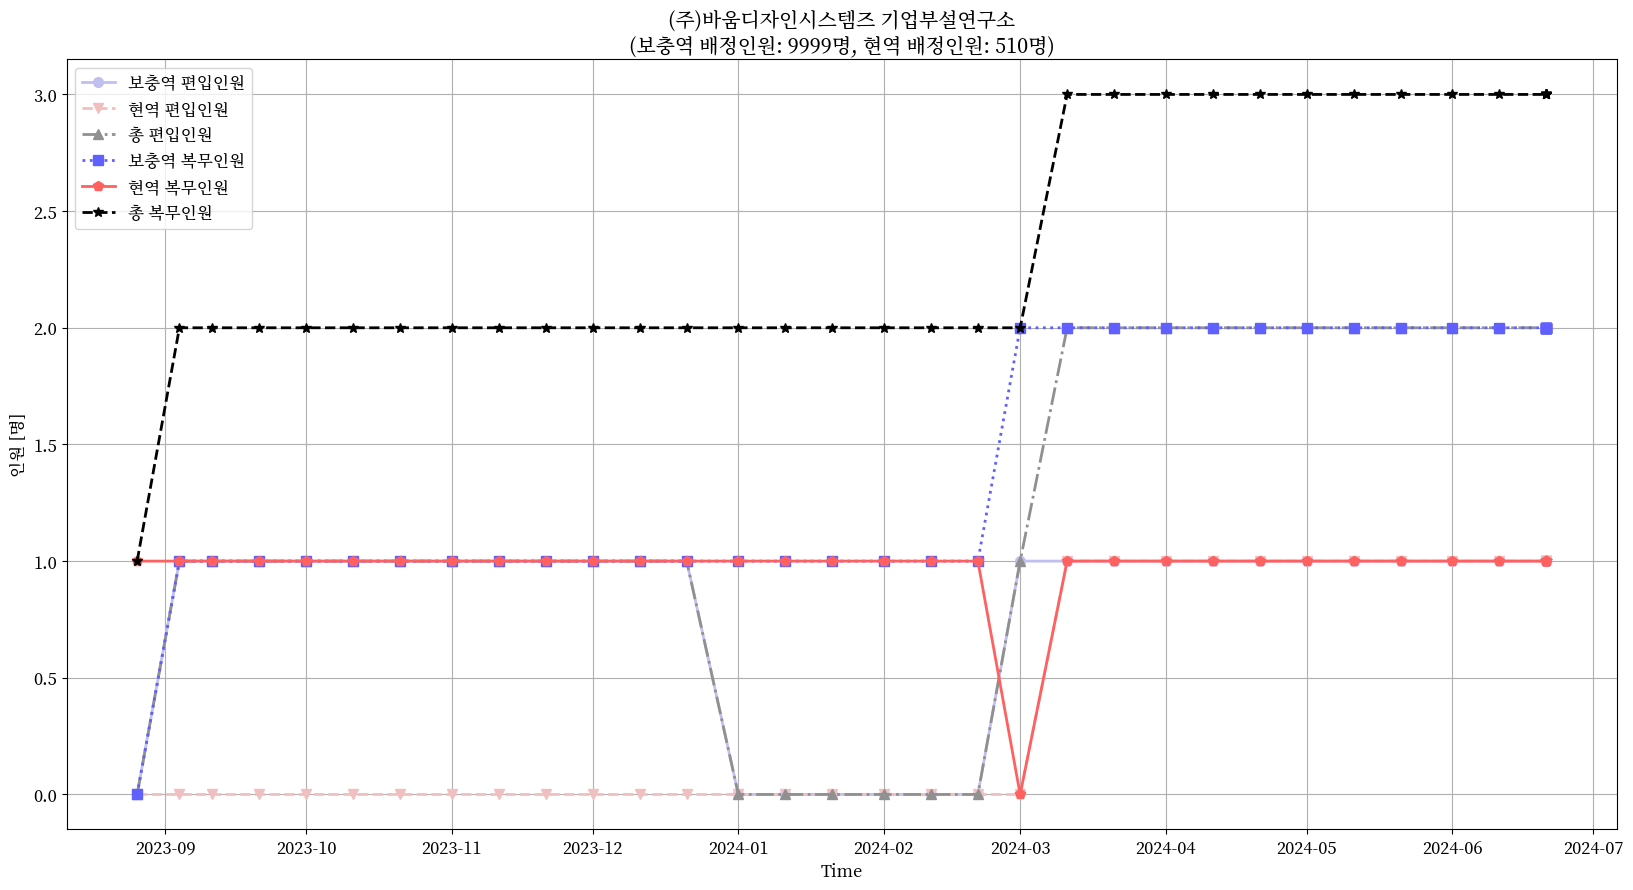 (주)바움디자인시스템즈 기업부설연구소
(보충역 배정인원: 9999명, 현역 배정인원: 510명)
보충역 편입인원
현역 편입인원
총 편입인원
보충역 복무인원
현역 복무인원
총 복무인원
인원 [명]
3.0
2.5
2.0
1.5
1.0
0.5
0.0
2023-09 2023-10 2023-11 2023-12 2024-01 2024-02 2024-03 2024-04 2024-05 2024-06 2024-07
Time